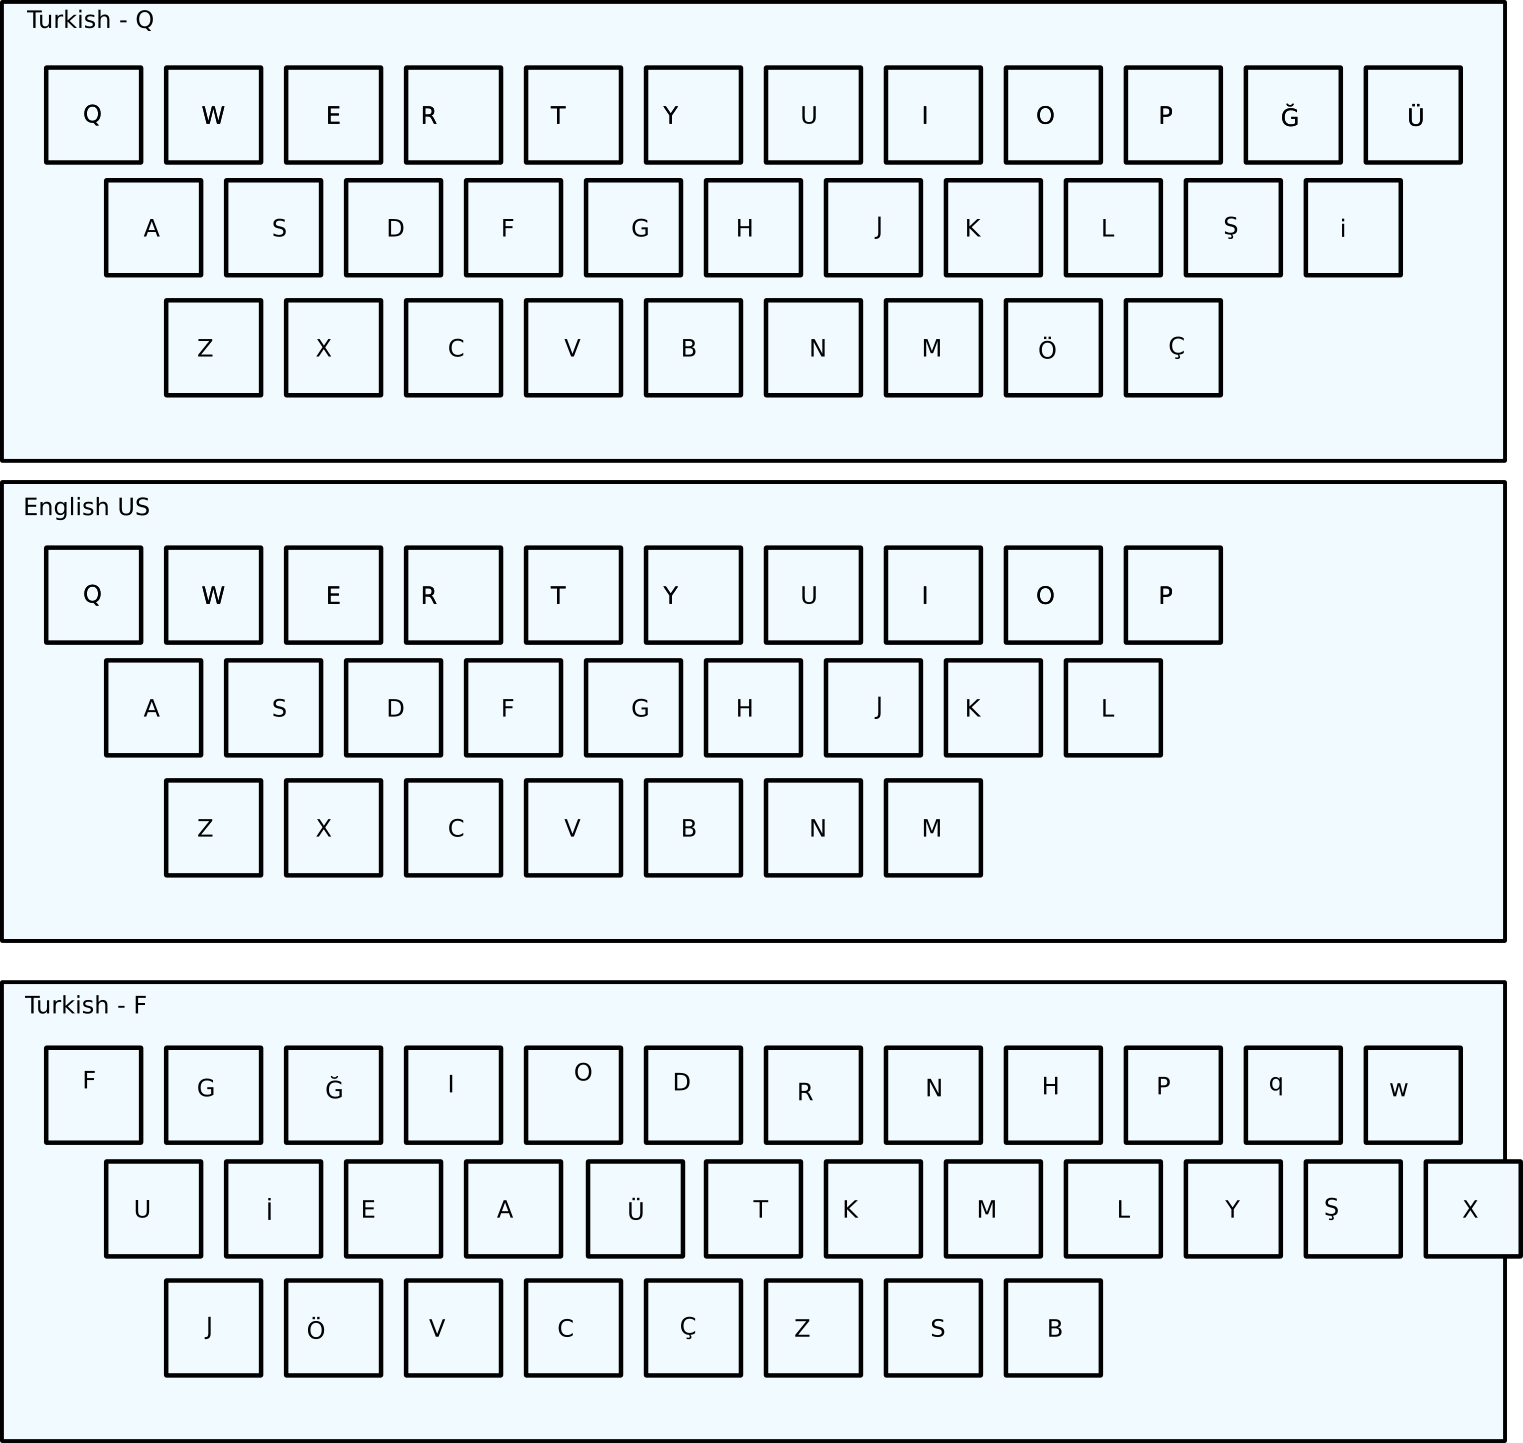 Turkish - Q
Q W E R T Y U I O P Ğ Ü
A S D F G H J K L Ş i
Z X C V B N M Ö Ç
English US
Q W E R T Y U I O P
A S D F G H J K L
Z X C V B N M
Turkish - F
F G Ğ I O D R N H P q w
U İ E A Ü T K M L Y Ş X
J Ö V C Ç Z S B